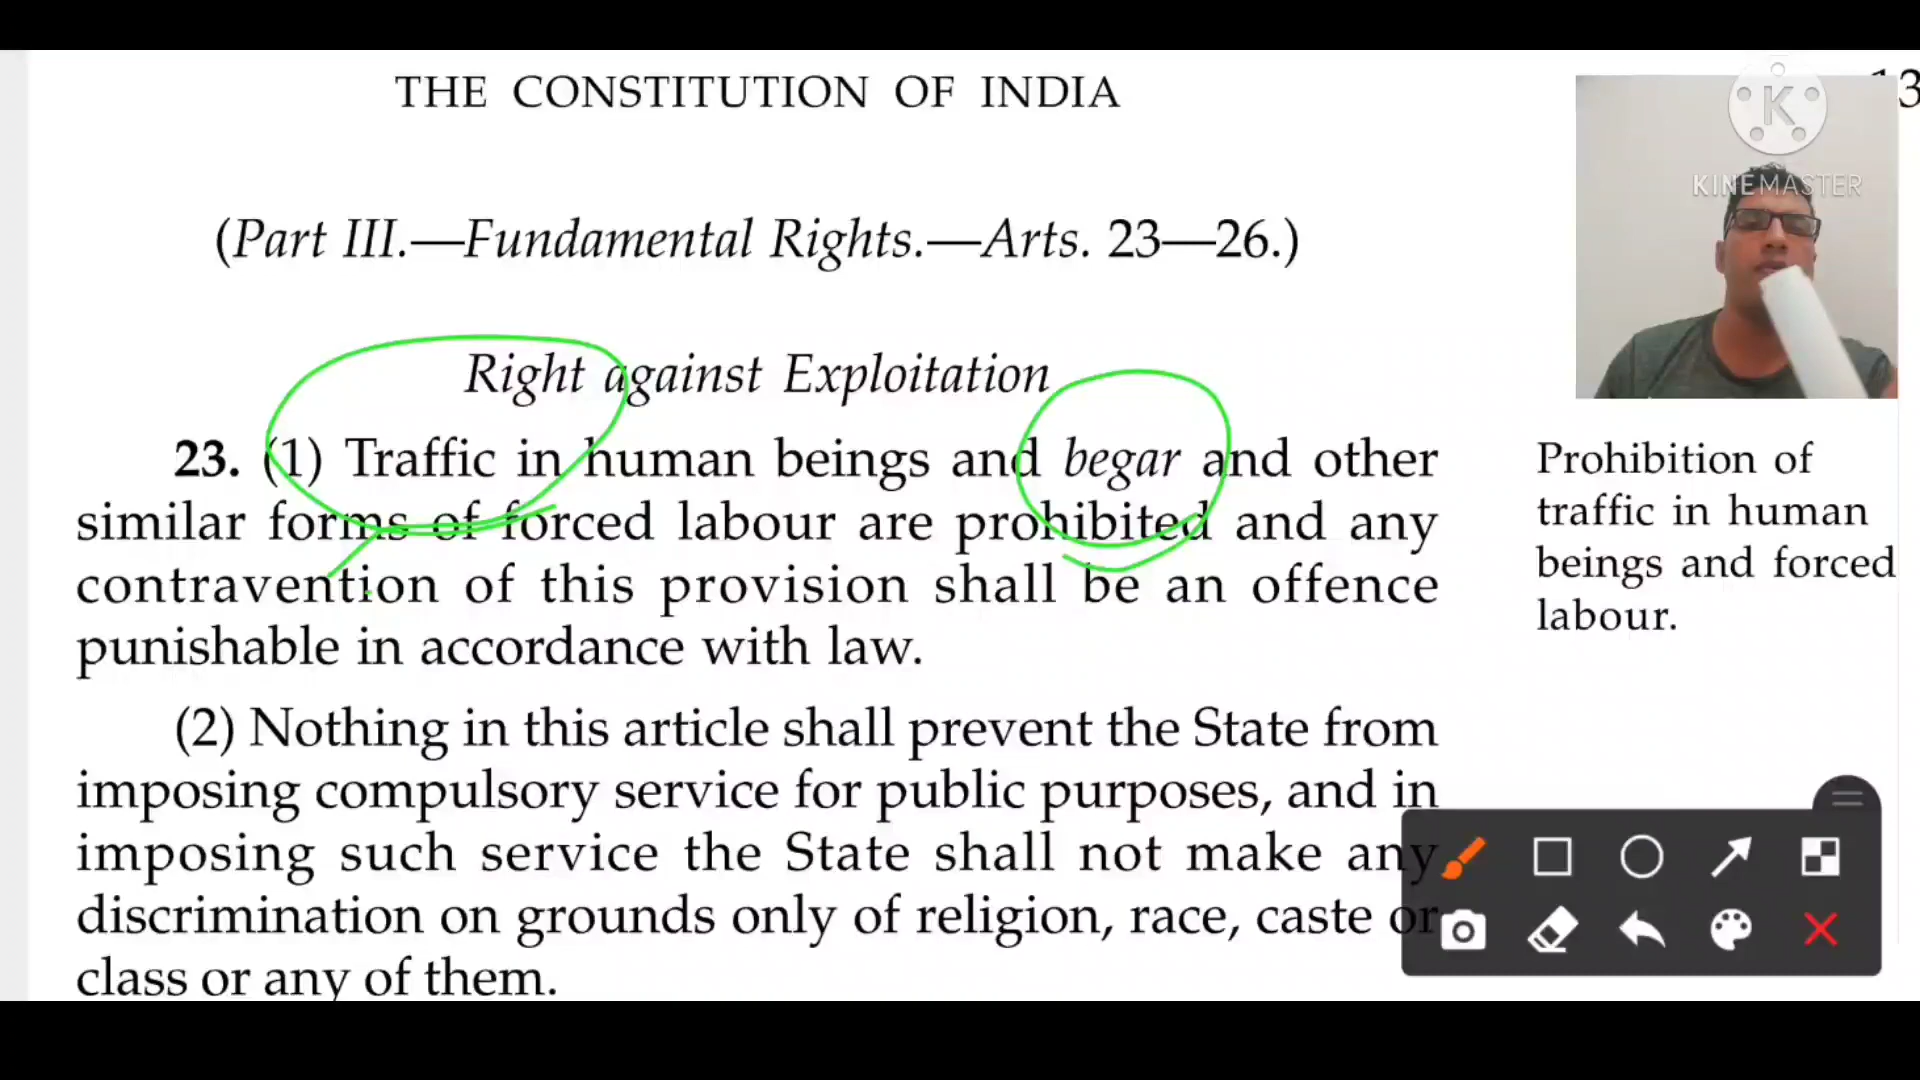 THE CONSTITUTION OF INDIA
(Part III.—Fundamental Rights.—Arts. 23—26.)
K
KINEMASTER
Right against Exploitation
23. (1) Traffic in human beings and begar and other
similar forms of forced labour are prohibited and any
contravention of this provision shall be an offence
punishable in accordance with law.
Prohibition of
traffic in human
beings and forced
labour.
(2) Nothing in this article shall prevent the State from
imposing compulsory service for public purposes, and in
imposing such service the State shall not make any
discrimination on grounds only of religion, race, caste or
class or any of them.